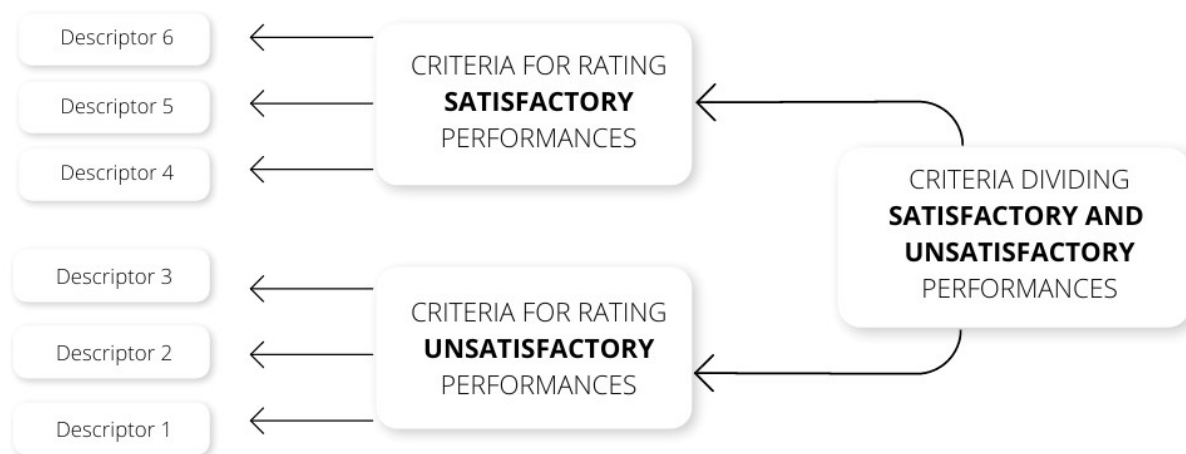 Descriptor 6
Descriptor 5
Descriptor 4
Descriptor 3
Descriptor 2
Descriptor 1
CRITERIA FOR RATING
SATISFACTORY
PERFORMANCES
CRITERIA FOR RATING
UNSATISFACTORY
PERFORMANCES
CRITERIA DIVIDING
SATISFACTORY AND
UNSATISFACTORY
PERFORMANCES